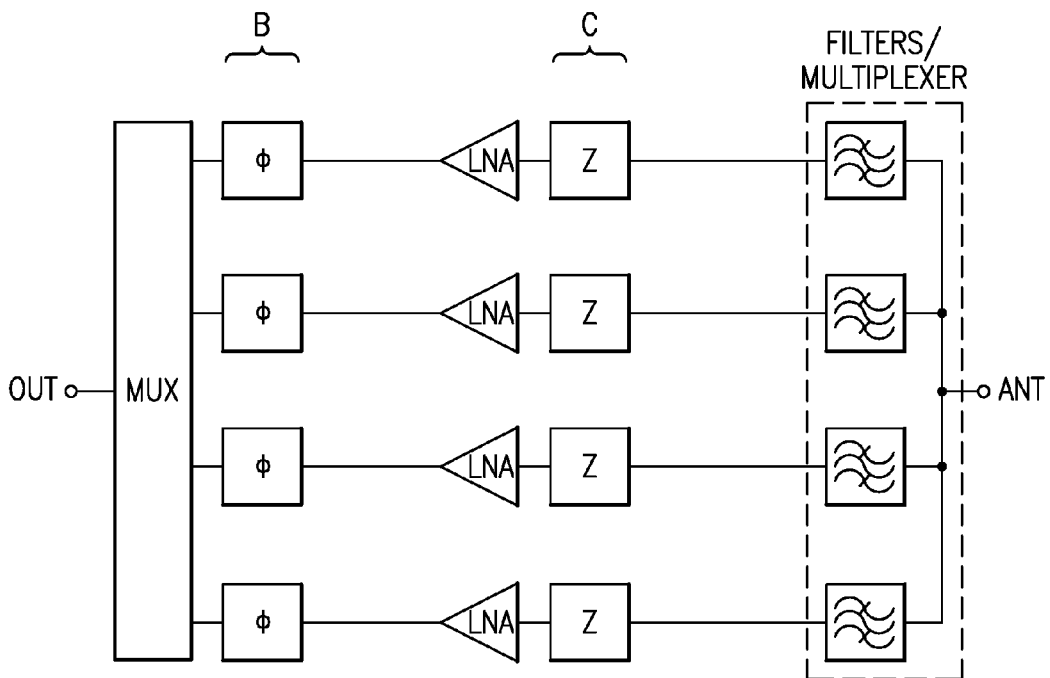 B
C
FILTERS/
MULTIPLEXER
ϕ
LNA
Z
ϕ
LNA
Z
OUT
MUX
ANT
ϕ
LNA
Z
ϕ
LNA
Z